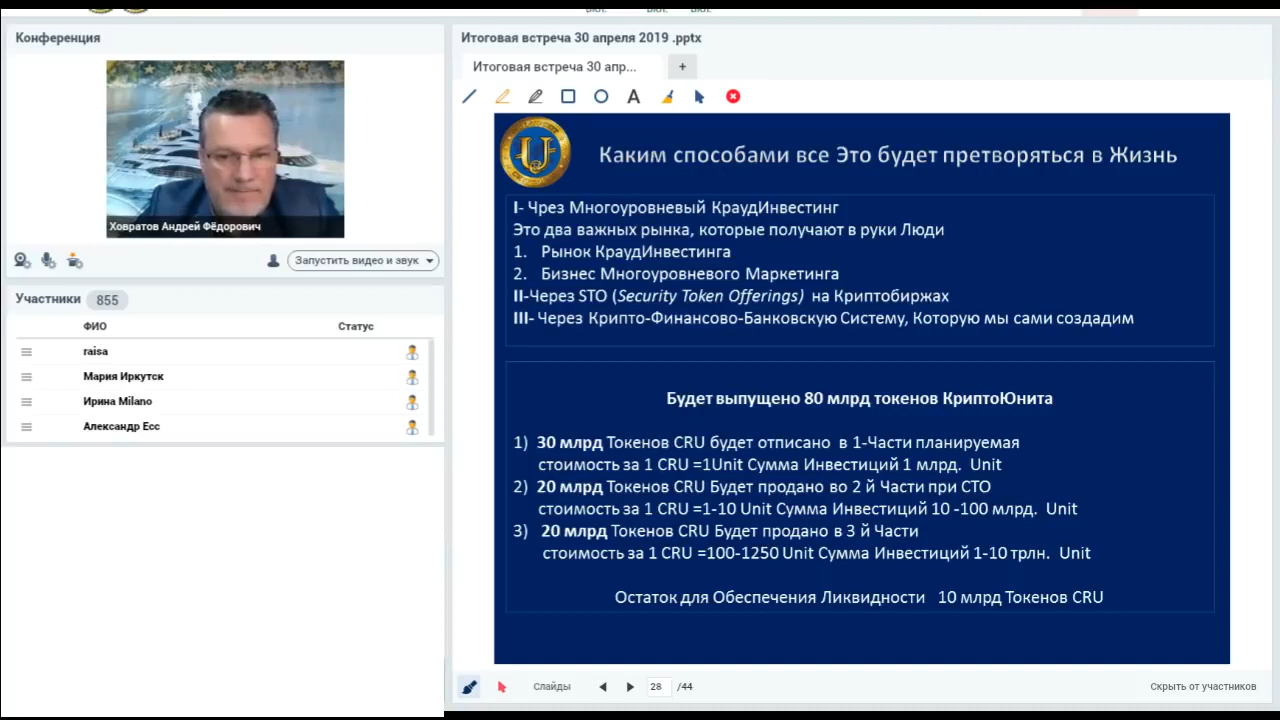 Конференция
Ховратов Андрей Фёдорович
Запустить видео и звук
Участники 855
ФИО Статус
raisa
Мария Иркутск
Ирина Milano
Александр Есс
Итоговая встреча 30 апреля 2019 .pptx
Итоговая встреча 30 апр... +
A
Каким способами все Это будет претворяться в Жизнь
I- Чрез Многоуровневый КраудИнвестинг
Это два важных рынка, которые получают в руки Люди
1. Рынок КраудИнвестинга
2. Бизнес Многоуровневого Маркетинга
II-Через STO (Security Token Offerings) на Криптобиржах
III- Через Крипто-Финансово-Банковскую Систему, Которую мы сами создадим
Будет выпущено 80 млрд токенов КриптоЮнита
1) 30 млрд Токенов CRU будет отписано в 1-Части планируемая
стоимость за 1 CRU =1Unit Сумма Инвестиций 1 млрд. Unit
2) 20 млрд Токенов CRU Будет продано во 2 й Части при СТО
стоимость за 1 CRU =1-10 Unit Сумма Инвестиций 10 -100 млрд. Unit
3) 20 млрд Токенов CRU Будет продано в 3 й Части
стоимость за 1 CRU =100-1250 Unit Сумма Инвестиций 1-10 трлн. Unit
Остаток для Обеспечения Ликвидности 10 млрд Токенов CRU
Слайды 28 /44
Скрыть от участников